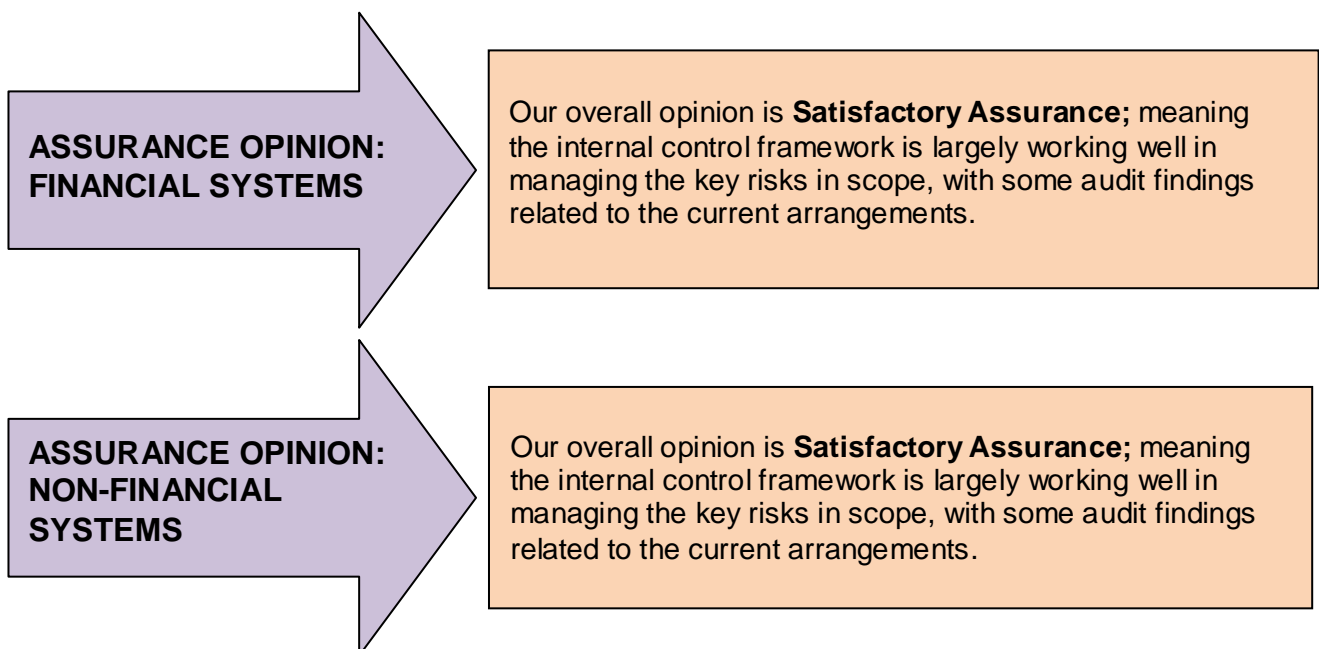 ASSURANCE OPINION:
FINANCIAL SYSTEMS
Our overall opinion is Satisfactory Assurance; meaning
the internal control framework is largely working well in
managing the key risks in scope, with some audit findings
related to the current arrangements.
ASSURANCE OPINION:
NON-FINANCIAL
SYSTEMS
Our overall opinion is Satisfactory Assurance; meaning
the internal control framework is largely working well in
managing the key risks in scope, with some audit findings
related to the current arrangements.